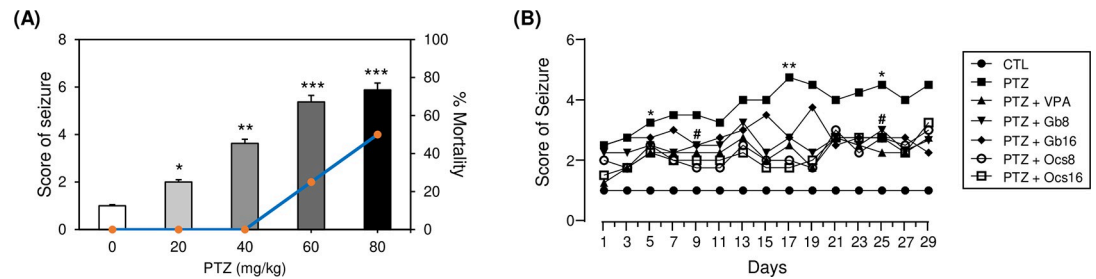 (A)
8
6
4
2
0
Score of seizure
*
**
***
***
100
80
60
40
20
0
% Mortality
0 20 40 60 80
PTZ (mg/kg)
(B)
6
4
2
0
Score of Seizure
*
#
**
*
#
1 3 5 7 9 11 13 15 17 19 21 23 25 27 29
Days
CTL
PTZ
PTZ + VPA
PTZ + Gb8
PTZ + Gb16
PTZ + Ocs8
PTZ + Ocs16